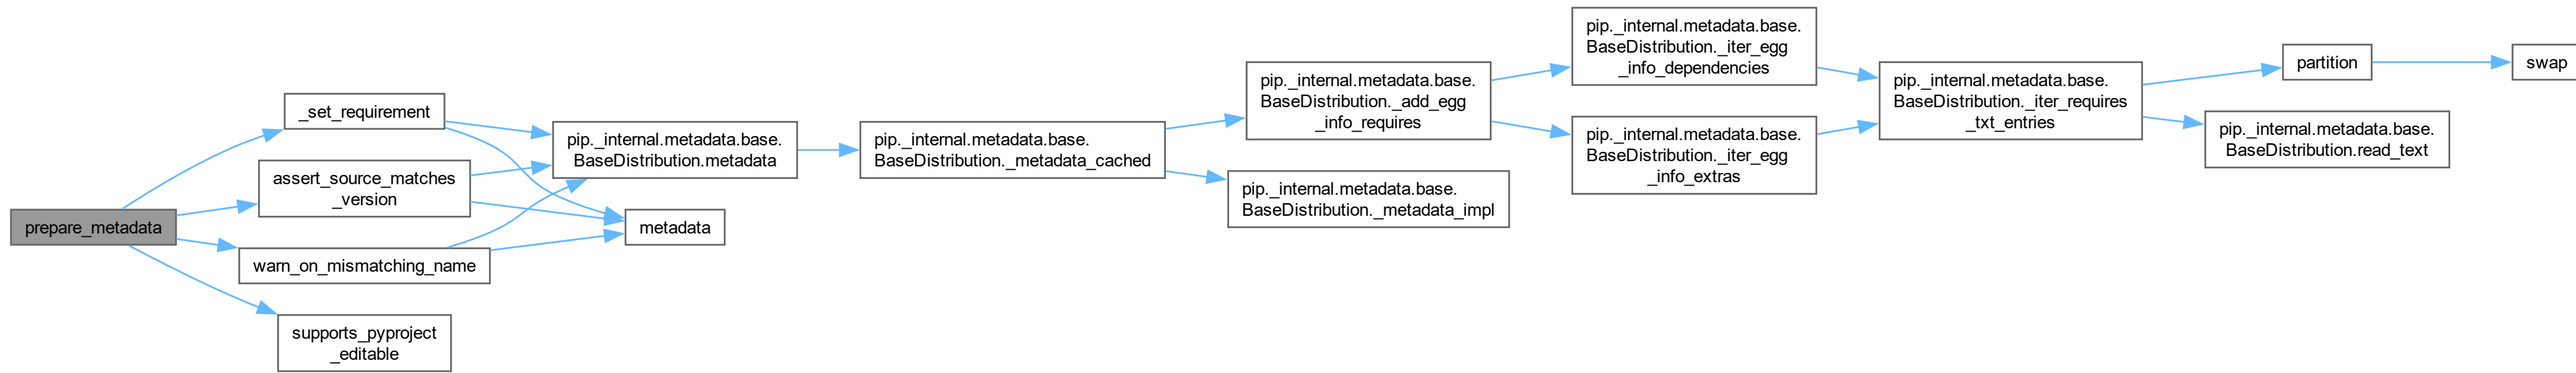 prepare_metadata
_set_requirement
assert_source_matches
_version
warn_on_mismatching_name
supports_pyproject
_editable
pip._internal.metadata.base.
BaseDistribution.metadata
metadata
pip._internal.metadata.base.
BaseDistribution._metadata_cached
pip._internal.metadata.base.
BaseDistribution._add_egg
_info_requires
pip._internal.metadata.base.
BaseDistribution._metadata_impl
pip._internal.metadata.base.
BaseDistribution._iter_egg
_info_dependencies
pip._internal.metadata.base.
BaseDistribution._iter_egg
_info_extras
pip._internal.metadata.base.
BaseDistribution._iter_requires
_txt_entries
partition
pip._internal.metadata.base.
BaseDistribution.read_text
swap